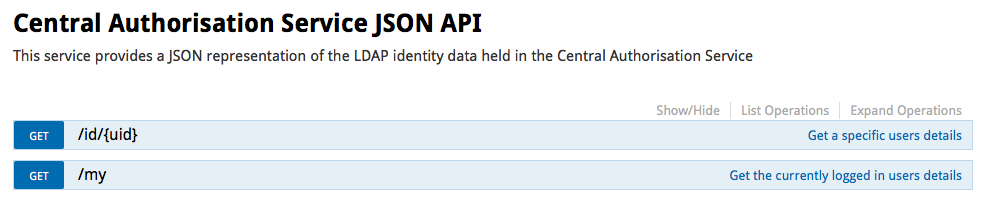 Central Authorisation Service JSON API
This service provides a JSON representation of the LDAP identity data held in the Central Authorisation Service
Show/Hide List Operations Expand Operations
GET /id/{uid} Get a specific users details
GET /my Get the currently logged in users details